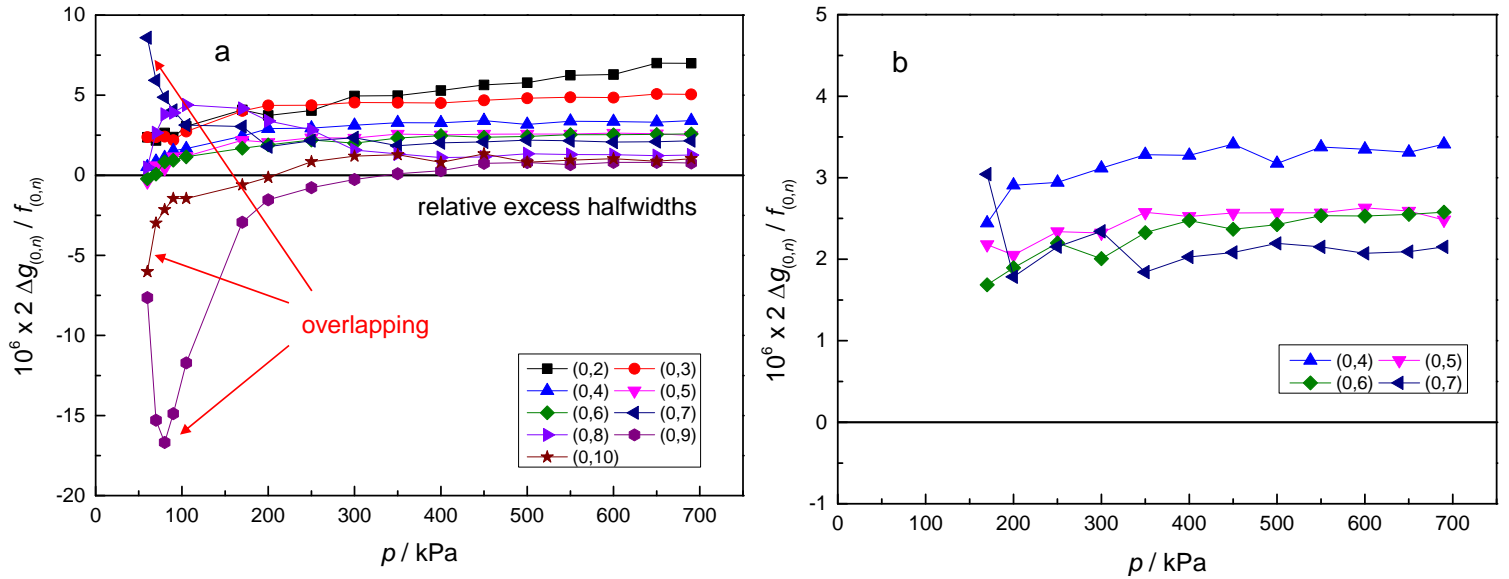 a
10
5
0
-5
-10
-15
-20
10⁶ x 2 Δg(0,n) / f(0,n)
relative excess halfwidths
overlapping
(0,2) (0,3)
(0,4) (0,5)
(0,6) (0,7)
(0,8) (0,9)
(0,10)
0 100 200 300 400 500 600 700
p / kPa
b
5
4
3
2
1
0
-1
10⁶ x 2 Δg(0,n) / f(0,n)
(0,4) (0,5)
(0,6) (0,7)
0 100 200 300 400 500 600 700
p / kPa